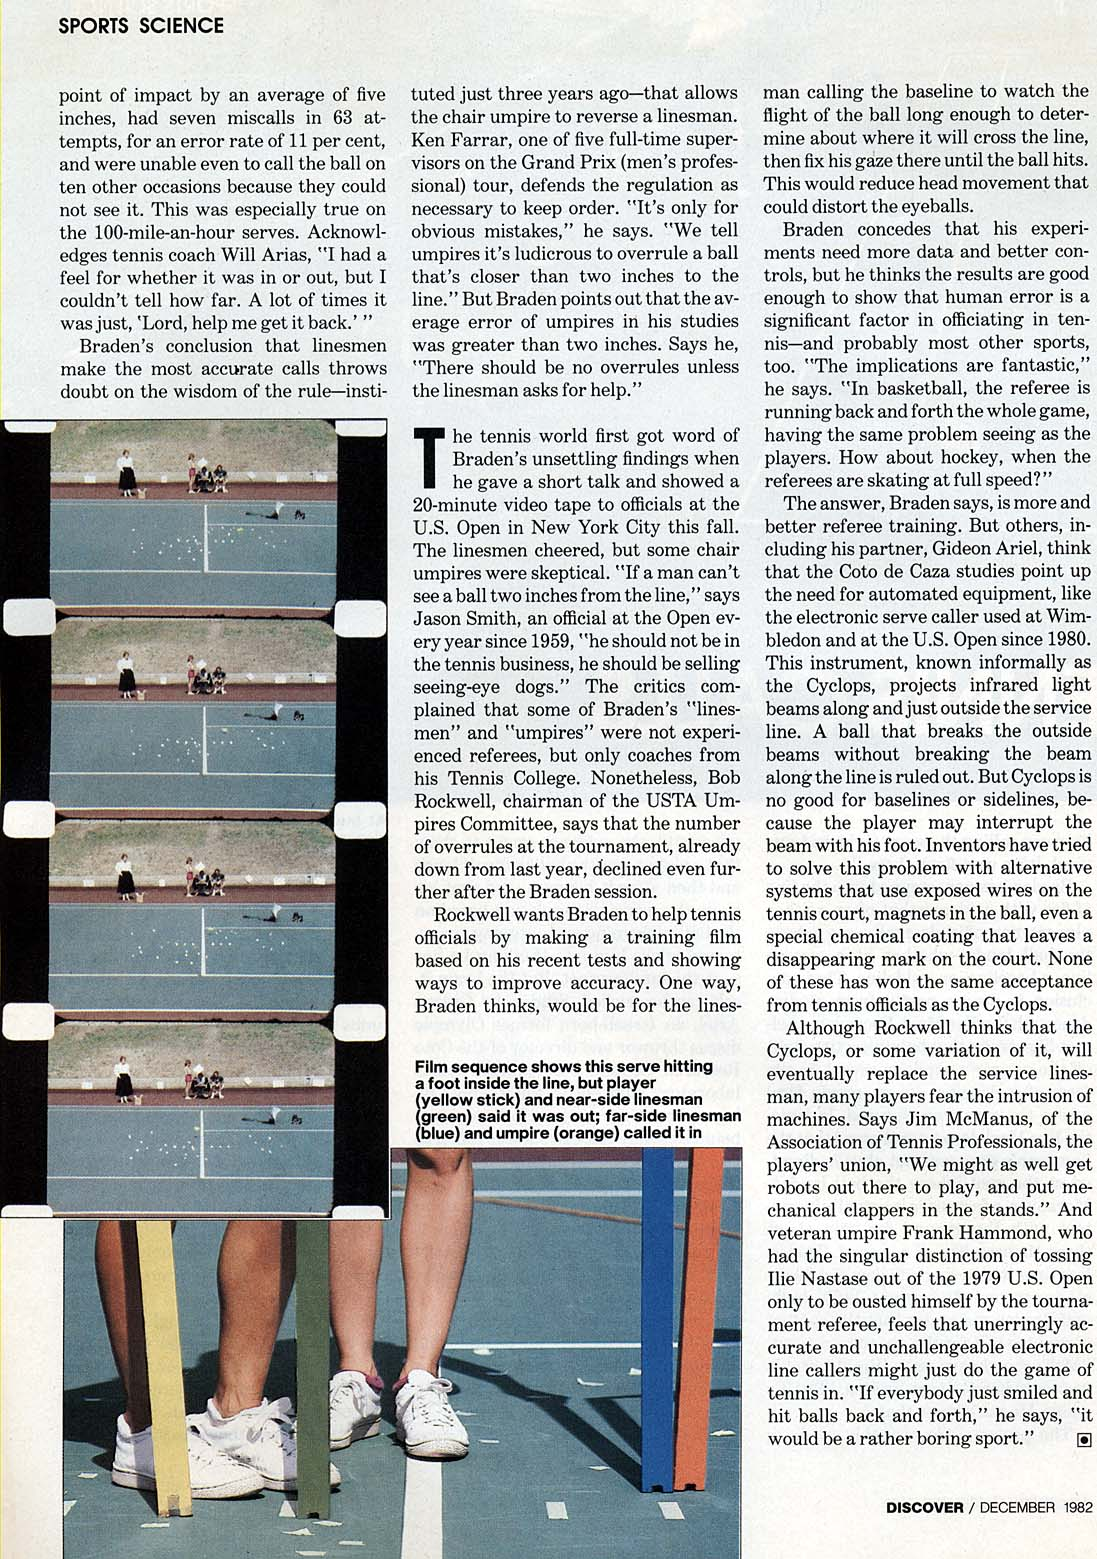 SPORTS SCIENCE
point of impact by an average of five
inches, had seven miscalls in 63 at-
tempts, for an error rate of 11 per cent,
and were unable even to call the ball on
ten other occasions because they could
not see it. This was especially true on
the 100-mile-an-hour serves. Acknowl-
edges tennis coach Will Arias, "I had a
feel for whether it was in or out, but I
couldn't tell how far. A lot of times it
was just, 'Lord, help me get it back.' "
Braden's conclusion that linesmen
make the most accurate calls throws
doubt on the wisdom of the rule—insti-
tuted just three years ago—that allows
the chair umpire to reverse a linesman.
Ken Farrar, one of five full-time super-
visors on the Grand Prix (men's profes-
sional) tour, defends the regulation as
necessary to keep order. "It's only for
obvious mistakes," he says. "We tell
umpires it's ludicrous to overrule a ball
that's closer than two inches to the
line." But Braden points out that the av-
erage error of umpires in his studies
was greater than two inches. Says he,
"There should be no overrules unless
the linesman asks for help."
The tennis world first got word of
Braden's unsettling findings when
he gave a short talk and showed a
20-minute video tape to officials at the
U.S. Open in New York City this fall.
The linesmen cheered, but some chair
umpires were skeptical. "If a man can't
see a ball two inches from the line," says
Jason Smith, an official at the Open ev-
ery year since 1959, "he should not be in
the tennis business, he should be selling
seeing-eye dogs." The critics com-
plained that some of Braden's "lines-
men" and "umpires" were not experi-
enced referees, but only coaches from
his Tennis College. Nonetheless, Bob
Rockwell, chairman of the USTA Um-
pires Committee, says that the number
of overrules at the tournament, already
down from last year, declined even fur-
ther after the Braden session.
Rockwell wants Braden to help tennis
officials by making a training film
based on his recent tests and showing
ways to improve accuracy. One way,
Braden thinks, would be for the lines-
man calling the baseline to watch the
flight of the ball long enough to deter-
mine about where it will cross the line,
then fix his gaze there until the ball hits.
This would reduce head movement that
could distort the eyeballs.
Braden concedes that his experi-
ments need more data and better con-
trols, but he thinks the results are good
enough to show that human error is a
significant factor in officiating in ten-
nis—and probably most other sports,
too. "The implications are fantastic,"
he says. "In basketball, the referee is
running back and forth the whole game,
having the same problem seeing as the
players. How about hockey, when the
referees are skating at full speed?"
The answer, Braden says, is more and
better referee training. But others, in-
cluding his partner, Gideon Ariel, think
that the Coto de Caza studies point up
the need for automated equipment, like
the electronic serve caller used at Wim-
bledon and at the U.S. Open since 1980.
This instrument, known informally as
the Cyclops, projects infrared light
beams along and just outside the service
line. A ball that breaks the outside
beams without breaking the beam
along the line is ruled out. But Cyclops is
no good for baselines or sidelines, be-
cause the player may interrupt the
beam with his foot. Inventors have tried
to solve this problem with alternative
systems that use exposed wires on the
tennis court, magnets in the ball, even a
special chemical coating that leaves a
disappearing mark on the court. None
of these has won the same acceptance
from tennis officials as the Cyclops.
Although Rockwell thinks that the
Cyclops, or some variation of it, will
eventually replace the service lines-
man, many players fear the intrusion of
machines. Says Jim McManus, of the
Association of Tennis Professionals, the
players' union, "We might as well get
robots out there to play, and put me-
chanical clappers in the stands." And
veteran umpire Frank Hammond, who
had the singular distinction of tossing
Ilie Nastase out of the 1979 U.S. Open
only to be ousted himself by the tourna-
ment referee, feels that unerringly ac-
curate and unchallengeable electronic
line callers might just do the game of
tennis in. "If everybody just smiled and
hit balls back and forth," he says, "it
would be a rather boring sport."
Film sequence shows this serve hitting
a foot inside the line, but player
(yellow stick) and near-side linesman
(green) said it was out; far-side linesman
(blue) and umpire (orange) called it in
DISCOVER / DECEMBER 1982